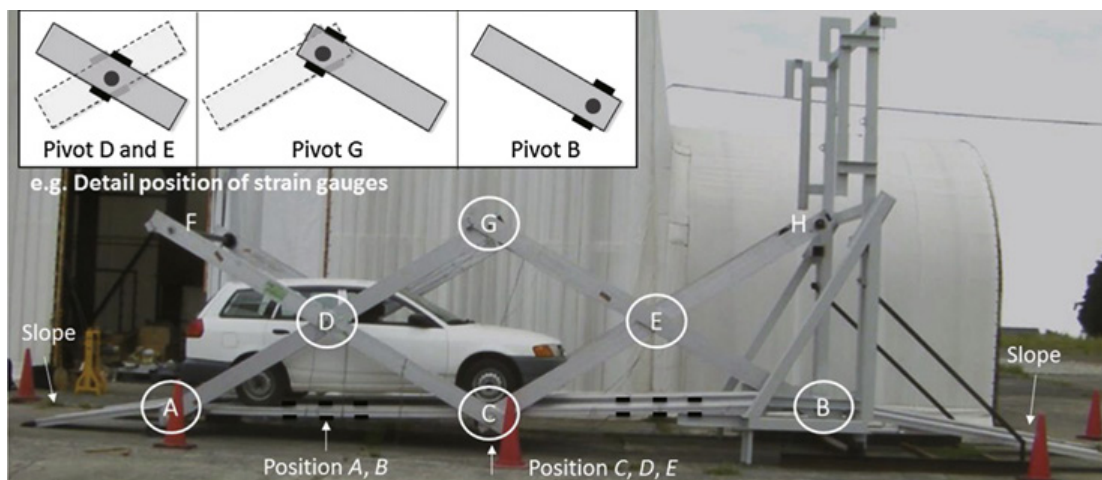 Pivot D and E
Pivot G
Pivot B
e.g. Detail position of strain gauges
F
G
H
D
E
Slope
Slope
A
C
B
Position A, B
Position C, D, E